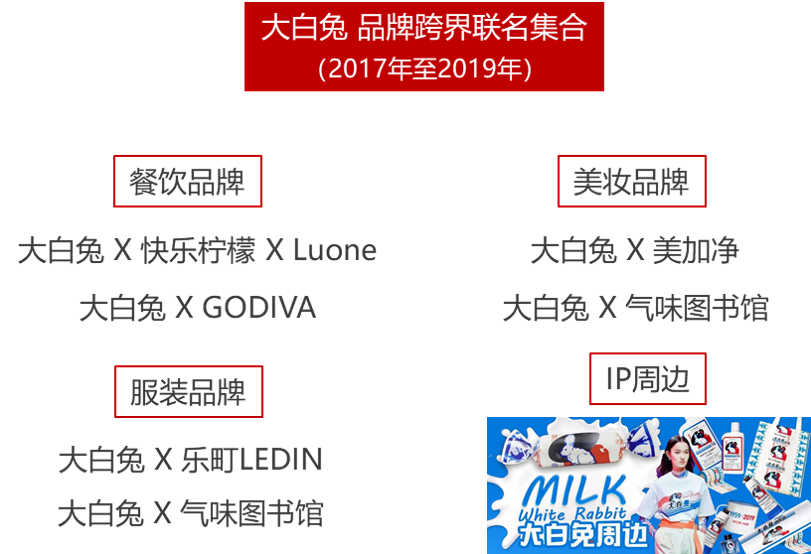 大白兔 品牌跨界联名集合
（2017年至2019年）
餐饮品牌
大白兔 X 快乐柠檬 X Luone
大白兔 X GODIVA
美妆品牌
大白兔 X 美加净
大白兔 X 气味图书馆
服装品牌
大白兔 X 乐町LEDIN
大白兔 X 气味图书馆
IP周边
MILK
White Rabbit
大白兔周边
1959-2019